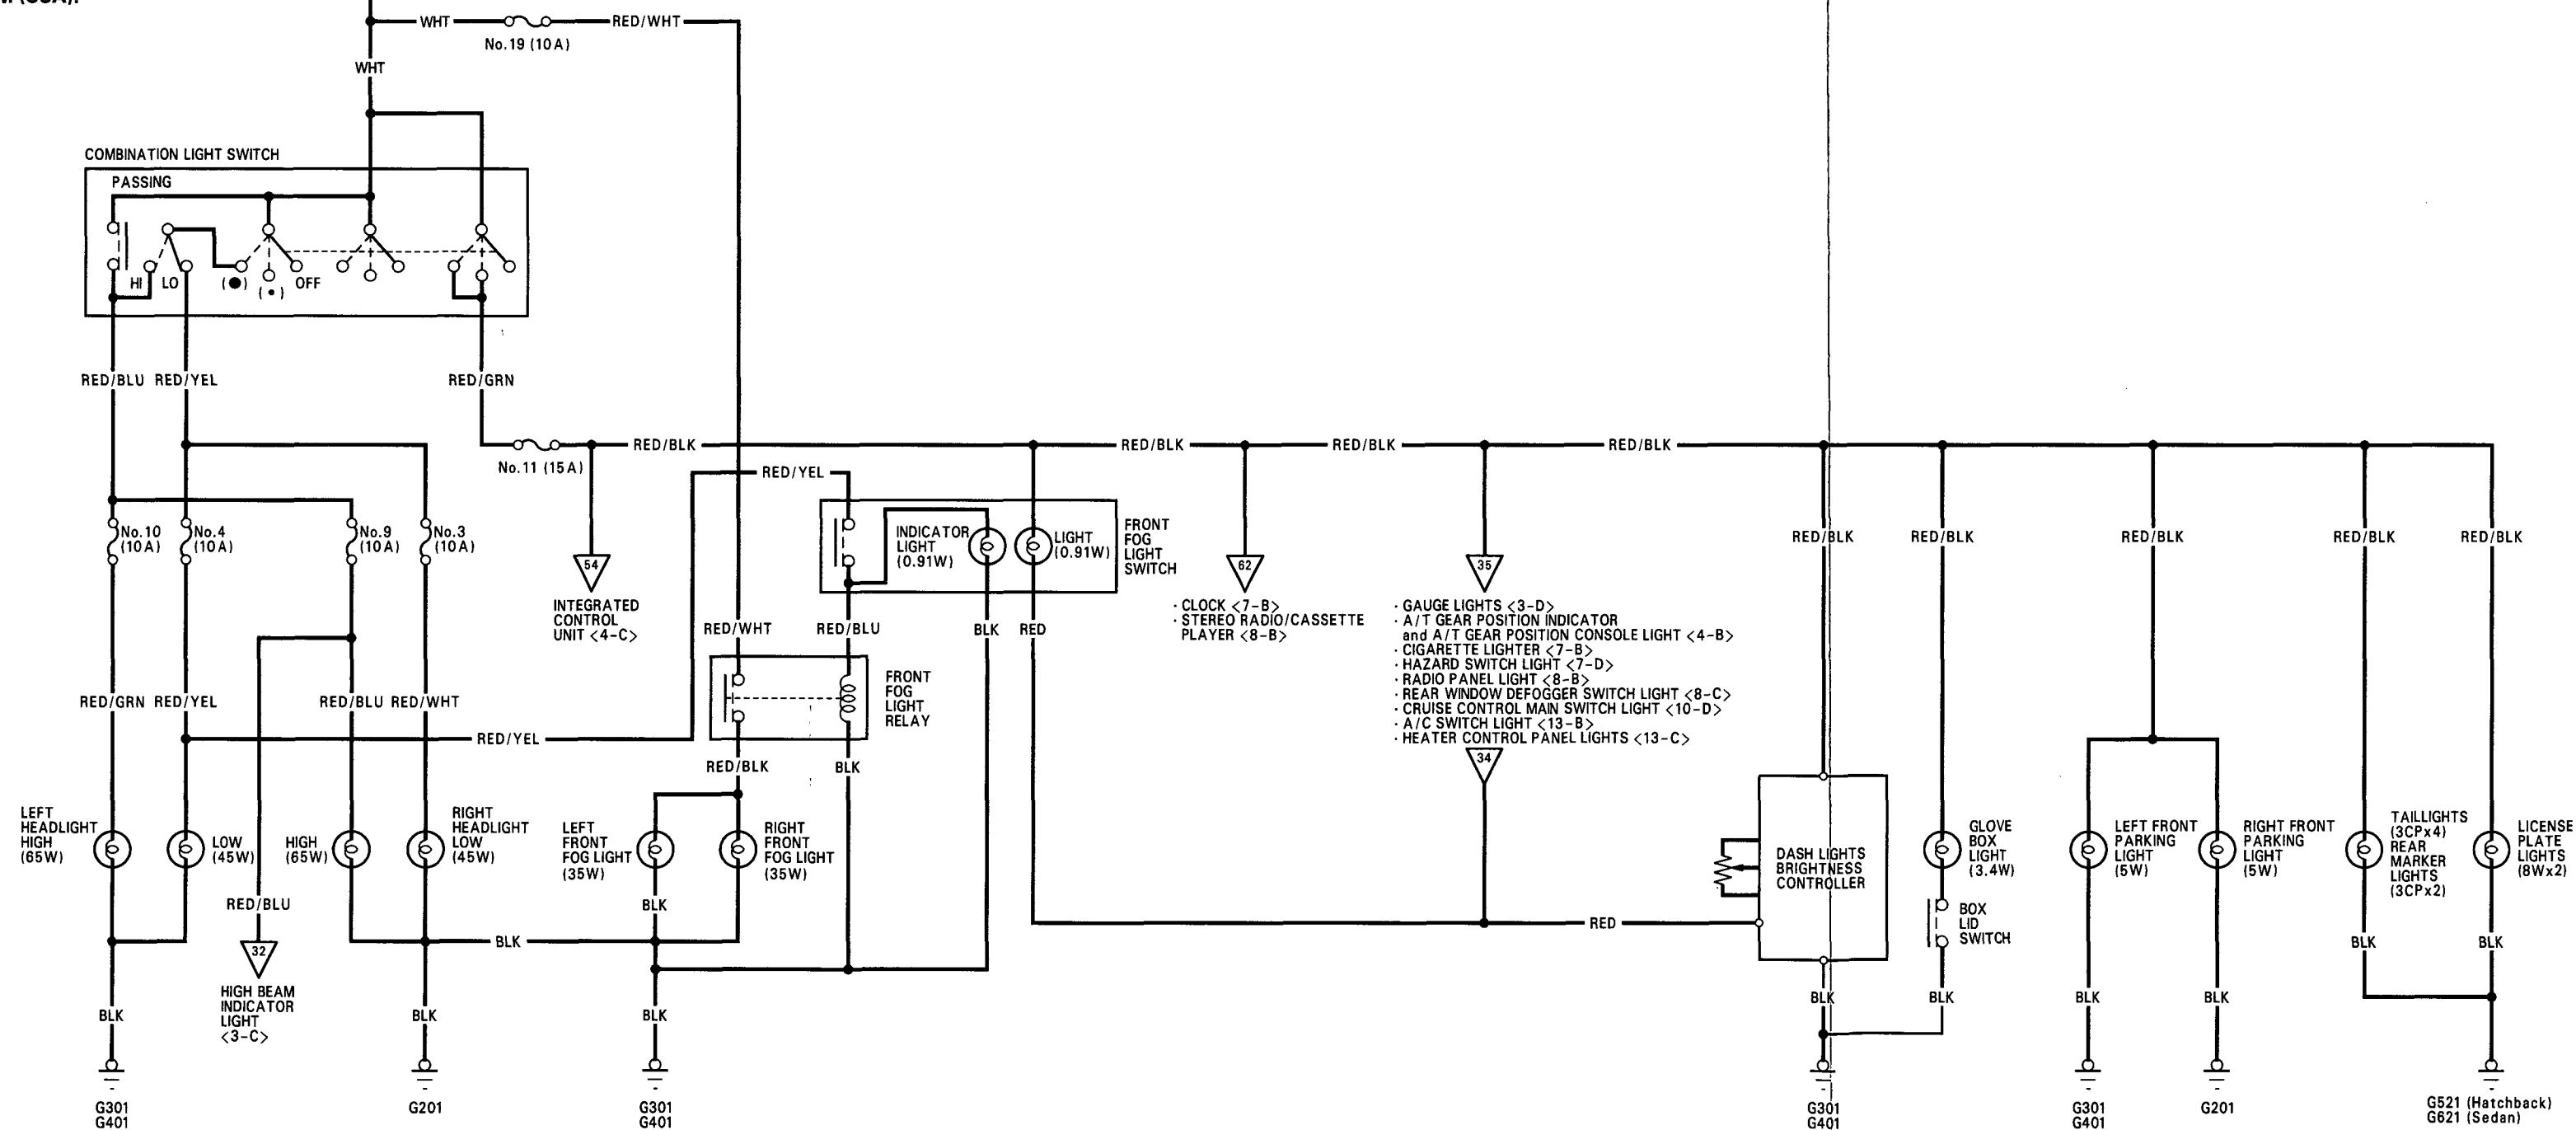 WHT
RED/WHT
No.19 (10A)
WHT
COMBINATION LIGHT SWITCH
PASSING
HI
LO
(●)
(•)
OFF
RED/BLU
RED/YEL
RED/GRN
No.11 (15A)
RED/BLK
RED/BLK
RED/BLK
RED/BLK
RED/YEL
No.10
(10A)
No.4
(10A)
No.9
(10A)
No.3
(10A)
54
INTEGRATED
CONTROL
UNIT <4-C>
INDICATOR
LIGHT
(0.91W)
LIGHT
(0.91W)
FRONT
FOG
LIGHT
SWITCH
62
· CLOCK <7-B>
· STEREO RADIO/CASSETTE
PLAYER <8-B>
35
· GAUGE LIGHTS <3-D>
· A/T GEAR POSITION INDICATOR
and A/T GEAR POSITION CONSOLE LIGHT <4-B>
· CIGARETTE LIGHTER <7-B>
· HAZARD SWITCH LIGHT <7-D>
· RADIO PANEL LIGHT <8-B>
· REAR WINDOW DEFOGGER SWITCH LIGHT <8-C>
· CRUISE CONTROL MAIN SWITCH LIGHT <10-D>
· A/C SWITCH LIGHT <13-B>
· HEATER CONTROL PANEL LIGHTS <13-C>
34
RED/BLK
RED/BLK
RED/BLK
RED/BLK
RED/BLK
RED/WHT
RED/BLU
BLK
RED
FRONT
FOG
LIGHT
RELAY
RED/GRN
RED/YEL
RED/BLU
RED/WHT
RED/YEL
RED/BLK
BLK
LEFT
HEADLIGHT
HIGH
(65W)
LOW
(45W)
HIGH
(65W)
RIGHT
HEADLIGHT
LOW
(45W)
LEFT
FRONT
FOG LIGHT
(35W)
RIGHT
FRONT
FOG LIGHT
(35W)
DASH LIGHTS
BRIGHTNESS
CONTROLLER
GLOVE
BOX
LIGHT
(3.4W)
BOX
LID
SWITCH
LEFT FRONT
PARKING
LIGHT
(5W)
RIGHT FRONT
PARKING
LIGHT
(5W)
TAILLIGHTS
(3CPx4)
REAR
MARKER
LIGHTS
(3CPx2)
LICENSE
PLATE
LIGHTS
(8Wx2)
RED/BLU
BLK
BLK
RED
BLK
BLK
32
HIGH BEAM
INDICATOR
LIGHT
<3-C>
BLK
BLK
BLK
BLK
BLK
BLK
BLK
G301
G401
G201
G301
G401
G301
G401
G301
G401
G201
G521 (Hatchback)
G621 (Sedan)